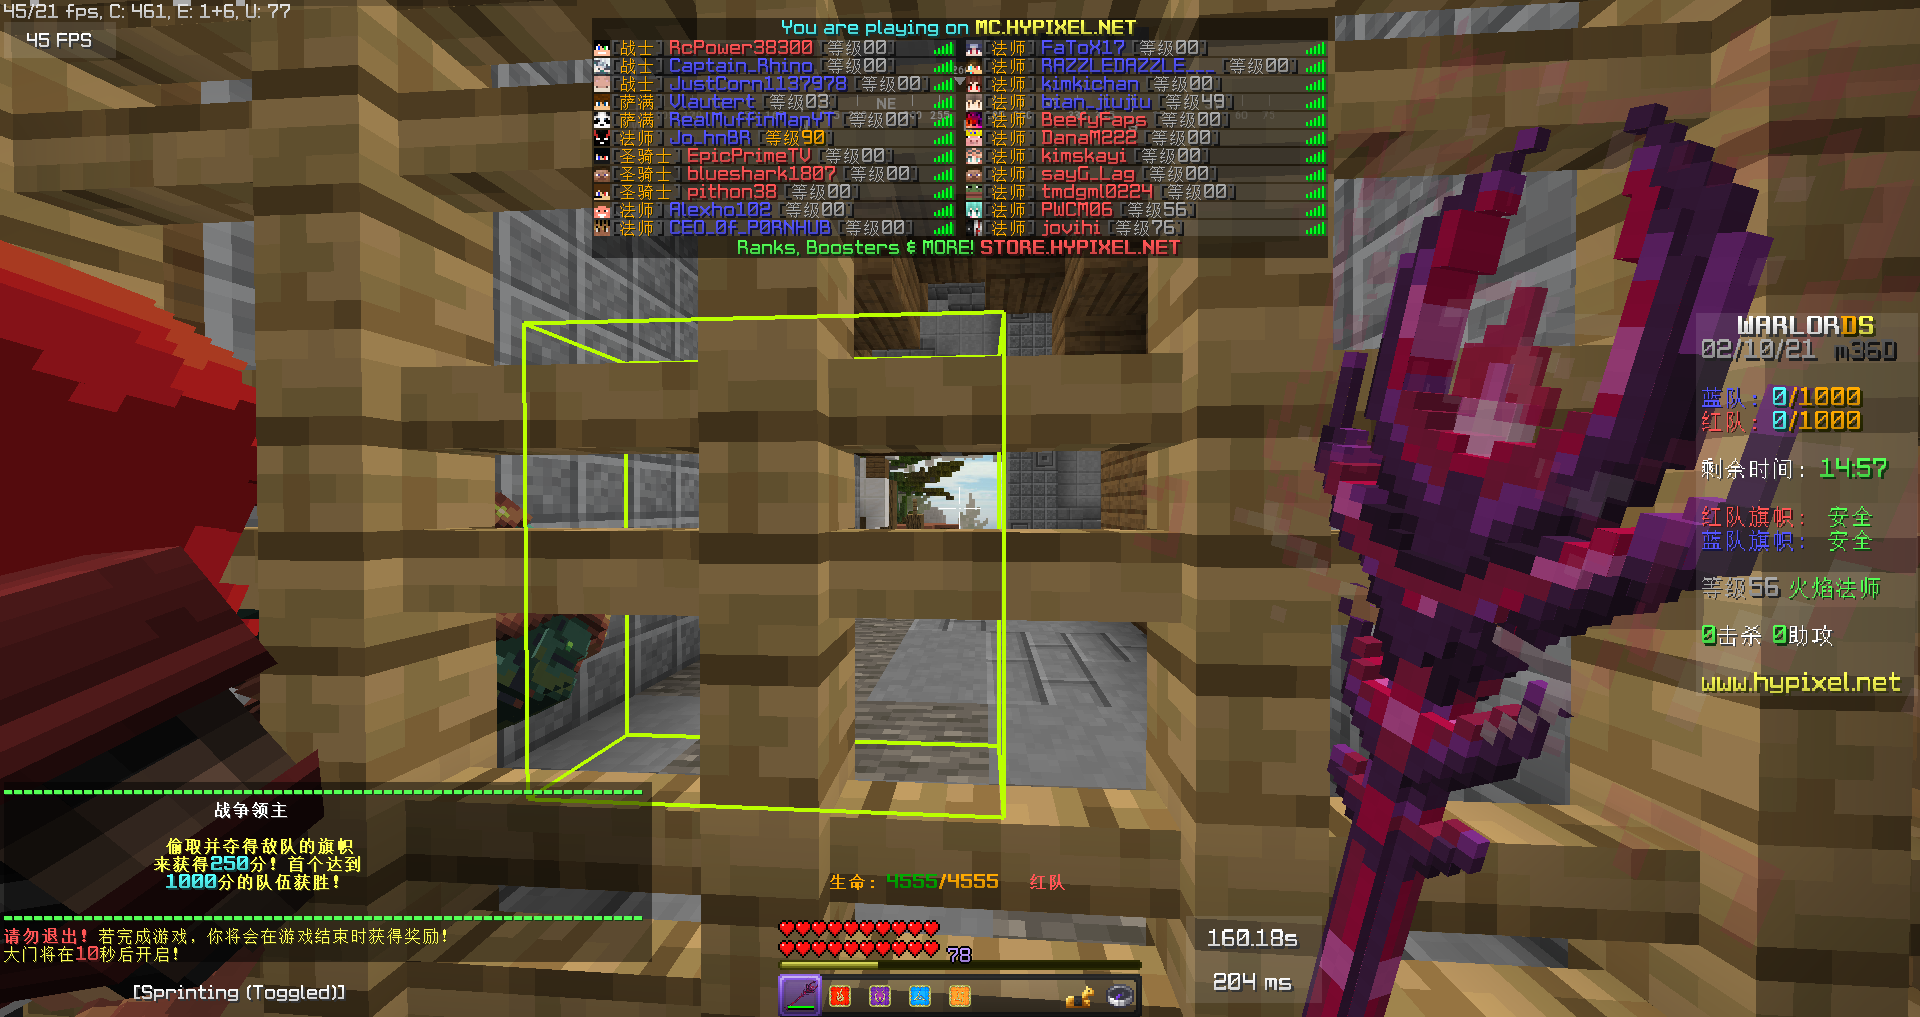 45/21 fps, C: 461, E: 1+6, U: 77
45 FPS
You are playing on MC.HYPIXEL.NET
[战士] RcPower38300 [等级00]
[战士] Captain_Rhino_ [等级00]
[战士] JustCorn1137978 [等级00]
[萨满] Vlautert [等级03]
[萨满] RealMuffinManYT [等级00]
[法师] Jo_hnBR [等级90]
[圣骑士] EpicPrimeTV [等级00]
[圣骑士] blueshark1807 [等级00]
[圣骑士] pithon38 [等级00]
[法师] Alexho102 [等级00]
[法师] CEO_0f_P0RNHUB [等级00]
[法师] FaToX17 [等级00]
[法师] RAZZLEDAZZLE___ [等级00]
[法师] kimkichan [等级00]
[法师] bian_jiujiu [等级49]
[法师] BeefyFaps [等级00]
[法师] DanaM222 [等级00]
[法师] kimskayi [等级00]
[法师] sayG_Lag [等级00]
[法师] tmdgml0224 [等级00]
[法师] PWCM06 [等级56]
[法师] jovihi [等级76]
NE
Ranks, Boosters & MORE! STORE.HYPIXEL.NET
WARLORDS
02/10/21 m36D
蓝队: 0/1000
红队: 0/1000
剩余时间: 14:57
红队旗帜: 安全
蓝队旗帜: 安全
等级56 火焰法师
0击杀 0助攻
www.hypixel.net
战争领主
偷取并夺得敌队的旗帜
来获得250分! 首个达到
1000分的队伍获胜!
请勿退出! 若完成游戏, 你将会在游戏结束时获得奖励!
大门将在10秒后开启!
[Sprinting (Toggled)]
生命: 4555/4555 红队
78
160.18s
204 ms